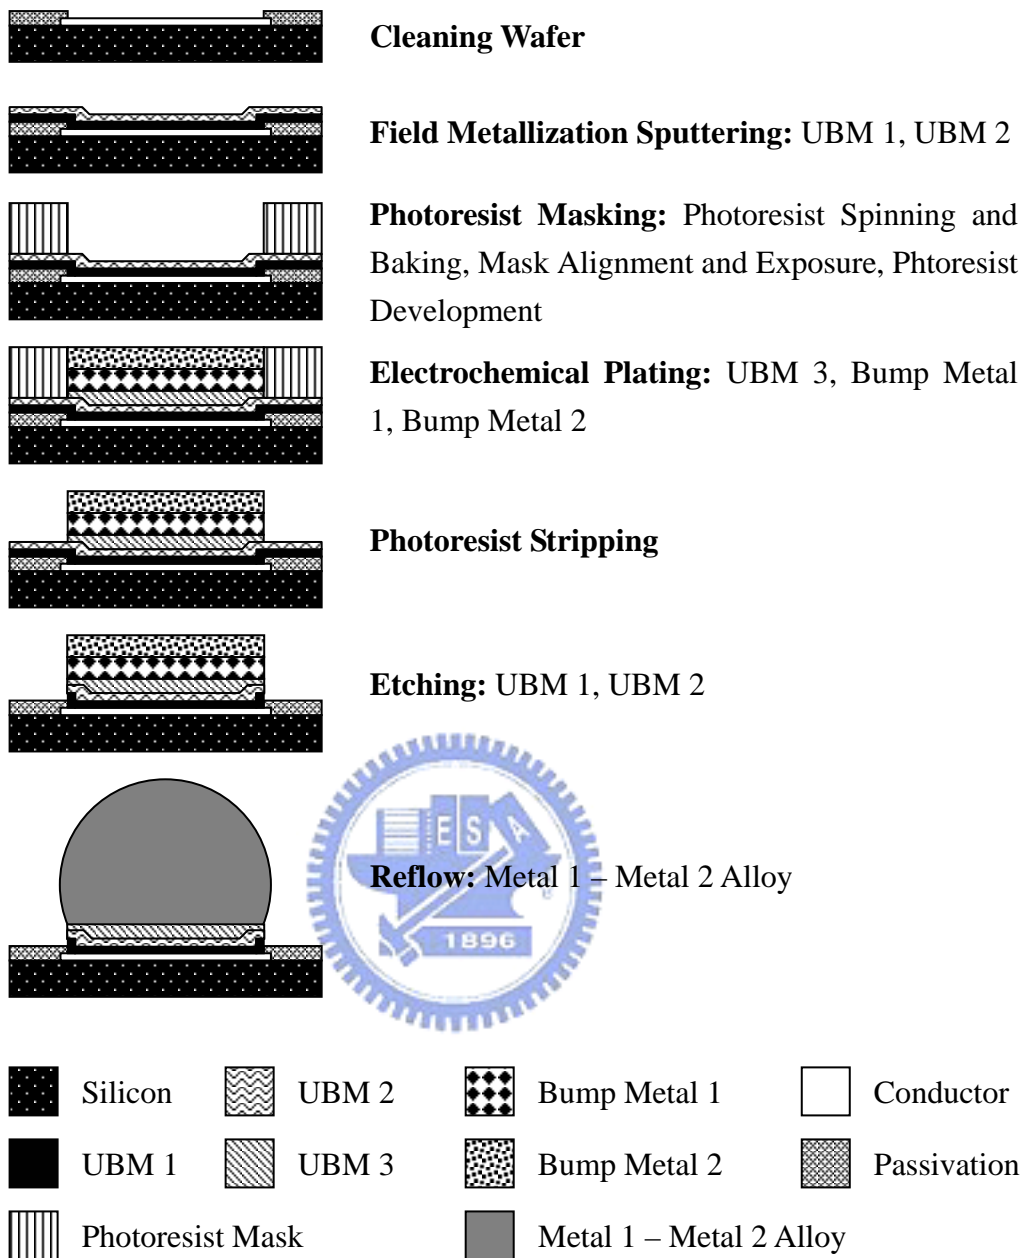 Cleaning Wafer
Field Metallization Sputtering: UBM 1, UBM 2
Photoresist Masking: Photoresist Spinning and
Baking, Mask Alignment and Exposure, Phtoresist
Development
Electrochemical Plating: UBM 3, Bump Metal
1, Bump Metal 2
Photoresist Stripping
Etching: UBM 1, UBM 2
E S A
Reflow: Metal 1 – Metal 2 Alloy
1896
Silicon
UBM 2
Bump Metal 1
Conductor
UBM 1
UBM 3
Bump Metal 2
Passivation
Photoresist Mask
Metal 1 – Metal 2 Alloy